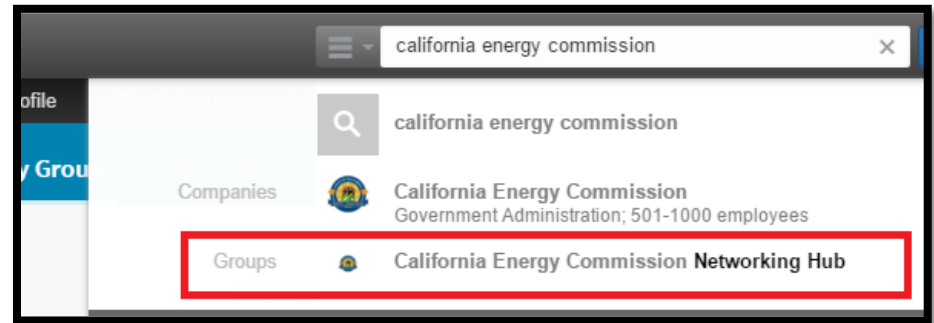 california energy commission
ofile
california energy commission
y Grou
Companies
California Energy Commission
Government Administration; 501-1000 employees
Groups
California Energy Commission Networking Hub